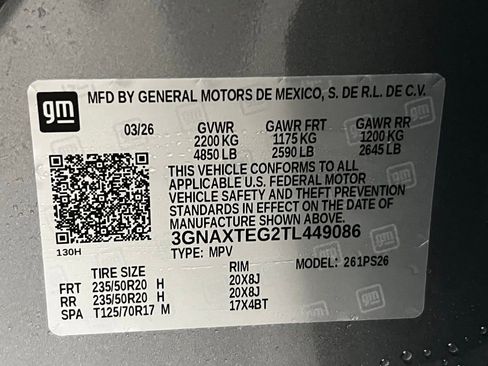 gm
MFD BY GENERAL MOTORS DE MEXICO, S. DE R.L. DE C.V.
03/26 GVWR GAWR FRT GAWR RR
2200 KG 1175 KG 1200 KG
4850 LB 2590 LB 2645 LB
THIS VEHICLE CONFORMS TO ALL
APPLICABLE U.S. FEDERAL MOTOR
VEHICLE SAFETY AND THEFT
PREVENTION STANDARDS
IN EFFECT ON THE DATE OF
MANUFACTURE SHOWN ABOVE.
3GNAXTEG2TL449086
130H TYPE: MPV MODEL: 261PS26
TIRE SIZE RIM
FRT 235/50R20 H 20X8J
RR 235/50R20 H 20X8J
SPA T125/70R17 M 17X4BT